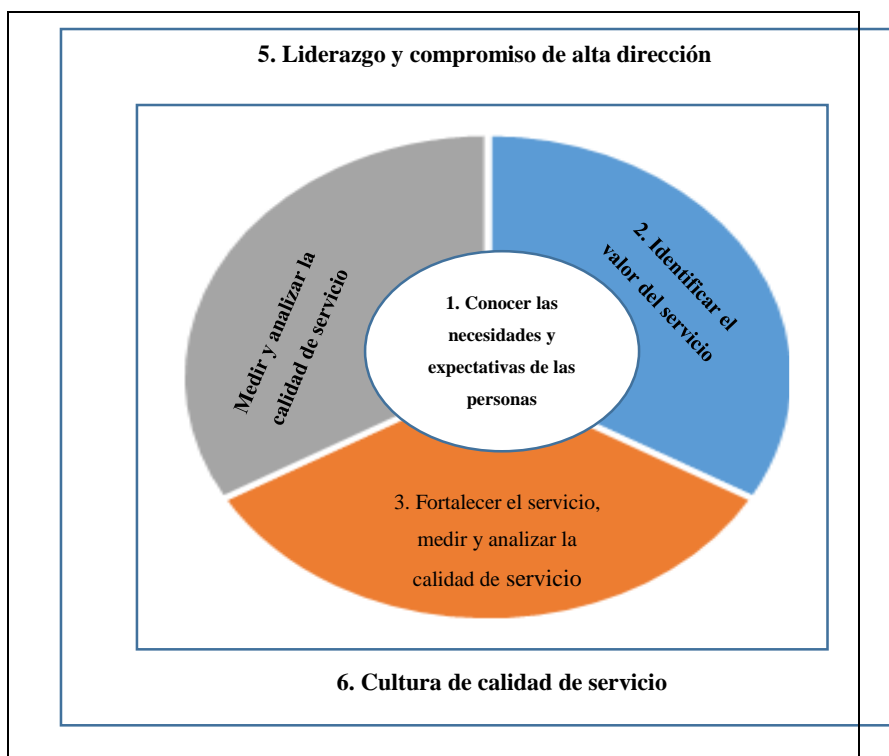 5. Liderazgo y compromiso de alta dirección
2. Identificar el
valor del servicio
Medir y analizar la
calidad de servicio
1. Conocer las
necesidades y
expectativas de las
personas
3. Fortalecer el servicio,
medir y analizar la
calidad de servicio
6. Cultura de calidad de servicio